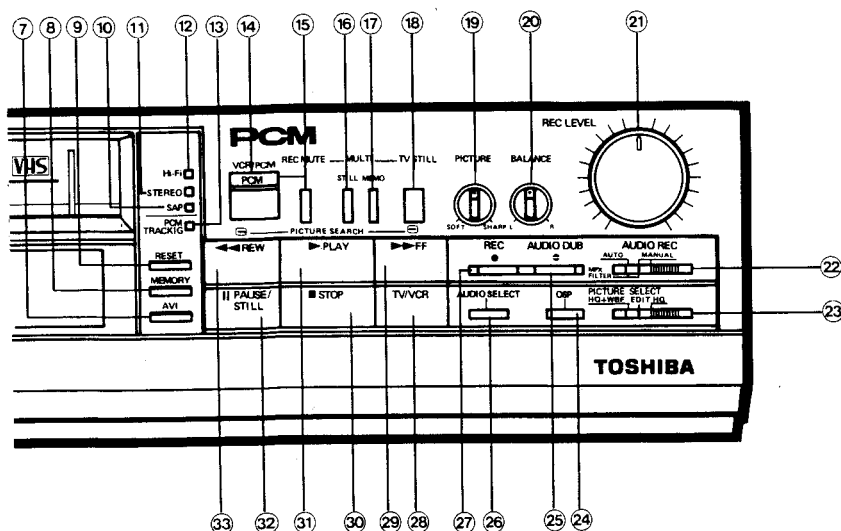 ⑦ ⑧ ⑨ ⑩ ⑪ ⑫ ⑬ ⑭ ⑮ ⑯ ⑰ ⑱ ⑲ ⑳ ㉑
PCM
REC LEVEL
VHS
Hi-Fi
STEREO
SAP
PCM
TRACKIG
VCR/PCM
PCM
REC MUTE
MULTI
STILL MEMO
TV STILL
PICTURE
SOFT SHARP
BALANCE
L R
PICTURE SEARCH
RESET
MEMORY
AVI
◀◀ REW
▶ PLAY
▶▶ FF
REC
AUDIO DUB
AUDIO REC
AUTO MANUAL
MPX
FILTER
㉒
II PAUSE/
STILL
■ STOP
TV/VCR
AUDIO SELECT
OSP
PICTURE SELECT
HQ+WBF EDIT HQ
㉓
TOSHIBA
㉝ ㉜ ㉛ ㉚ ㉙ ㉘ ㉗ ㉖ ㉕ ㉔